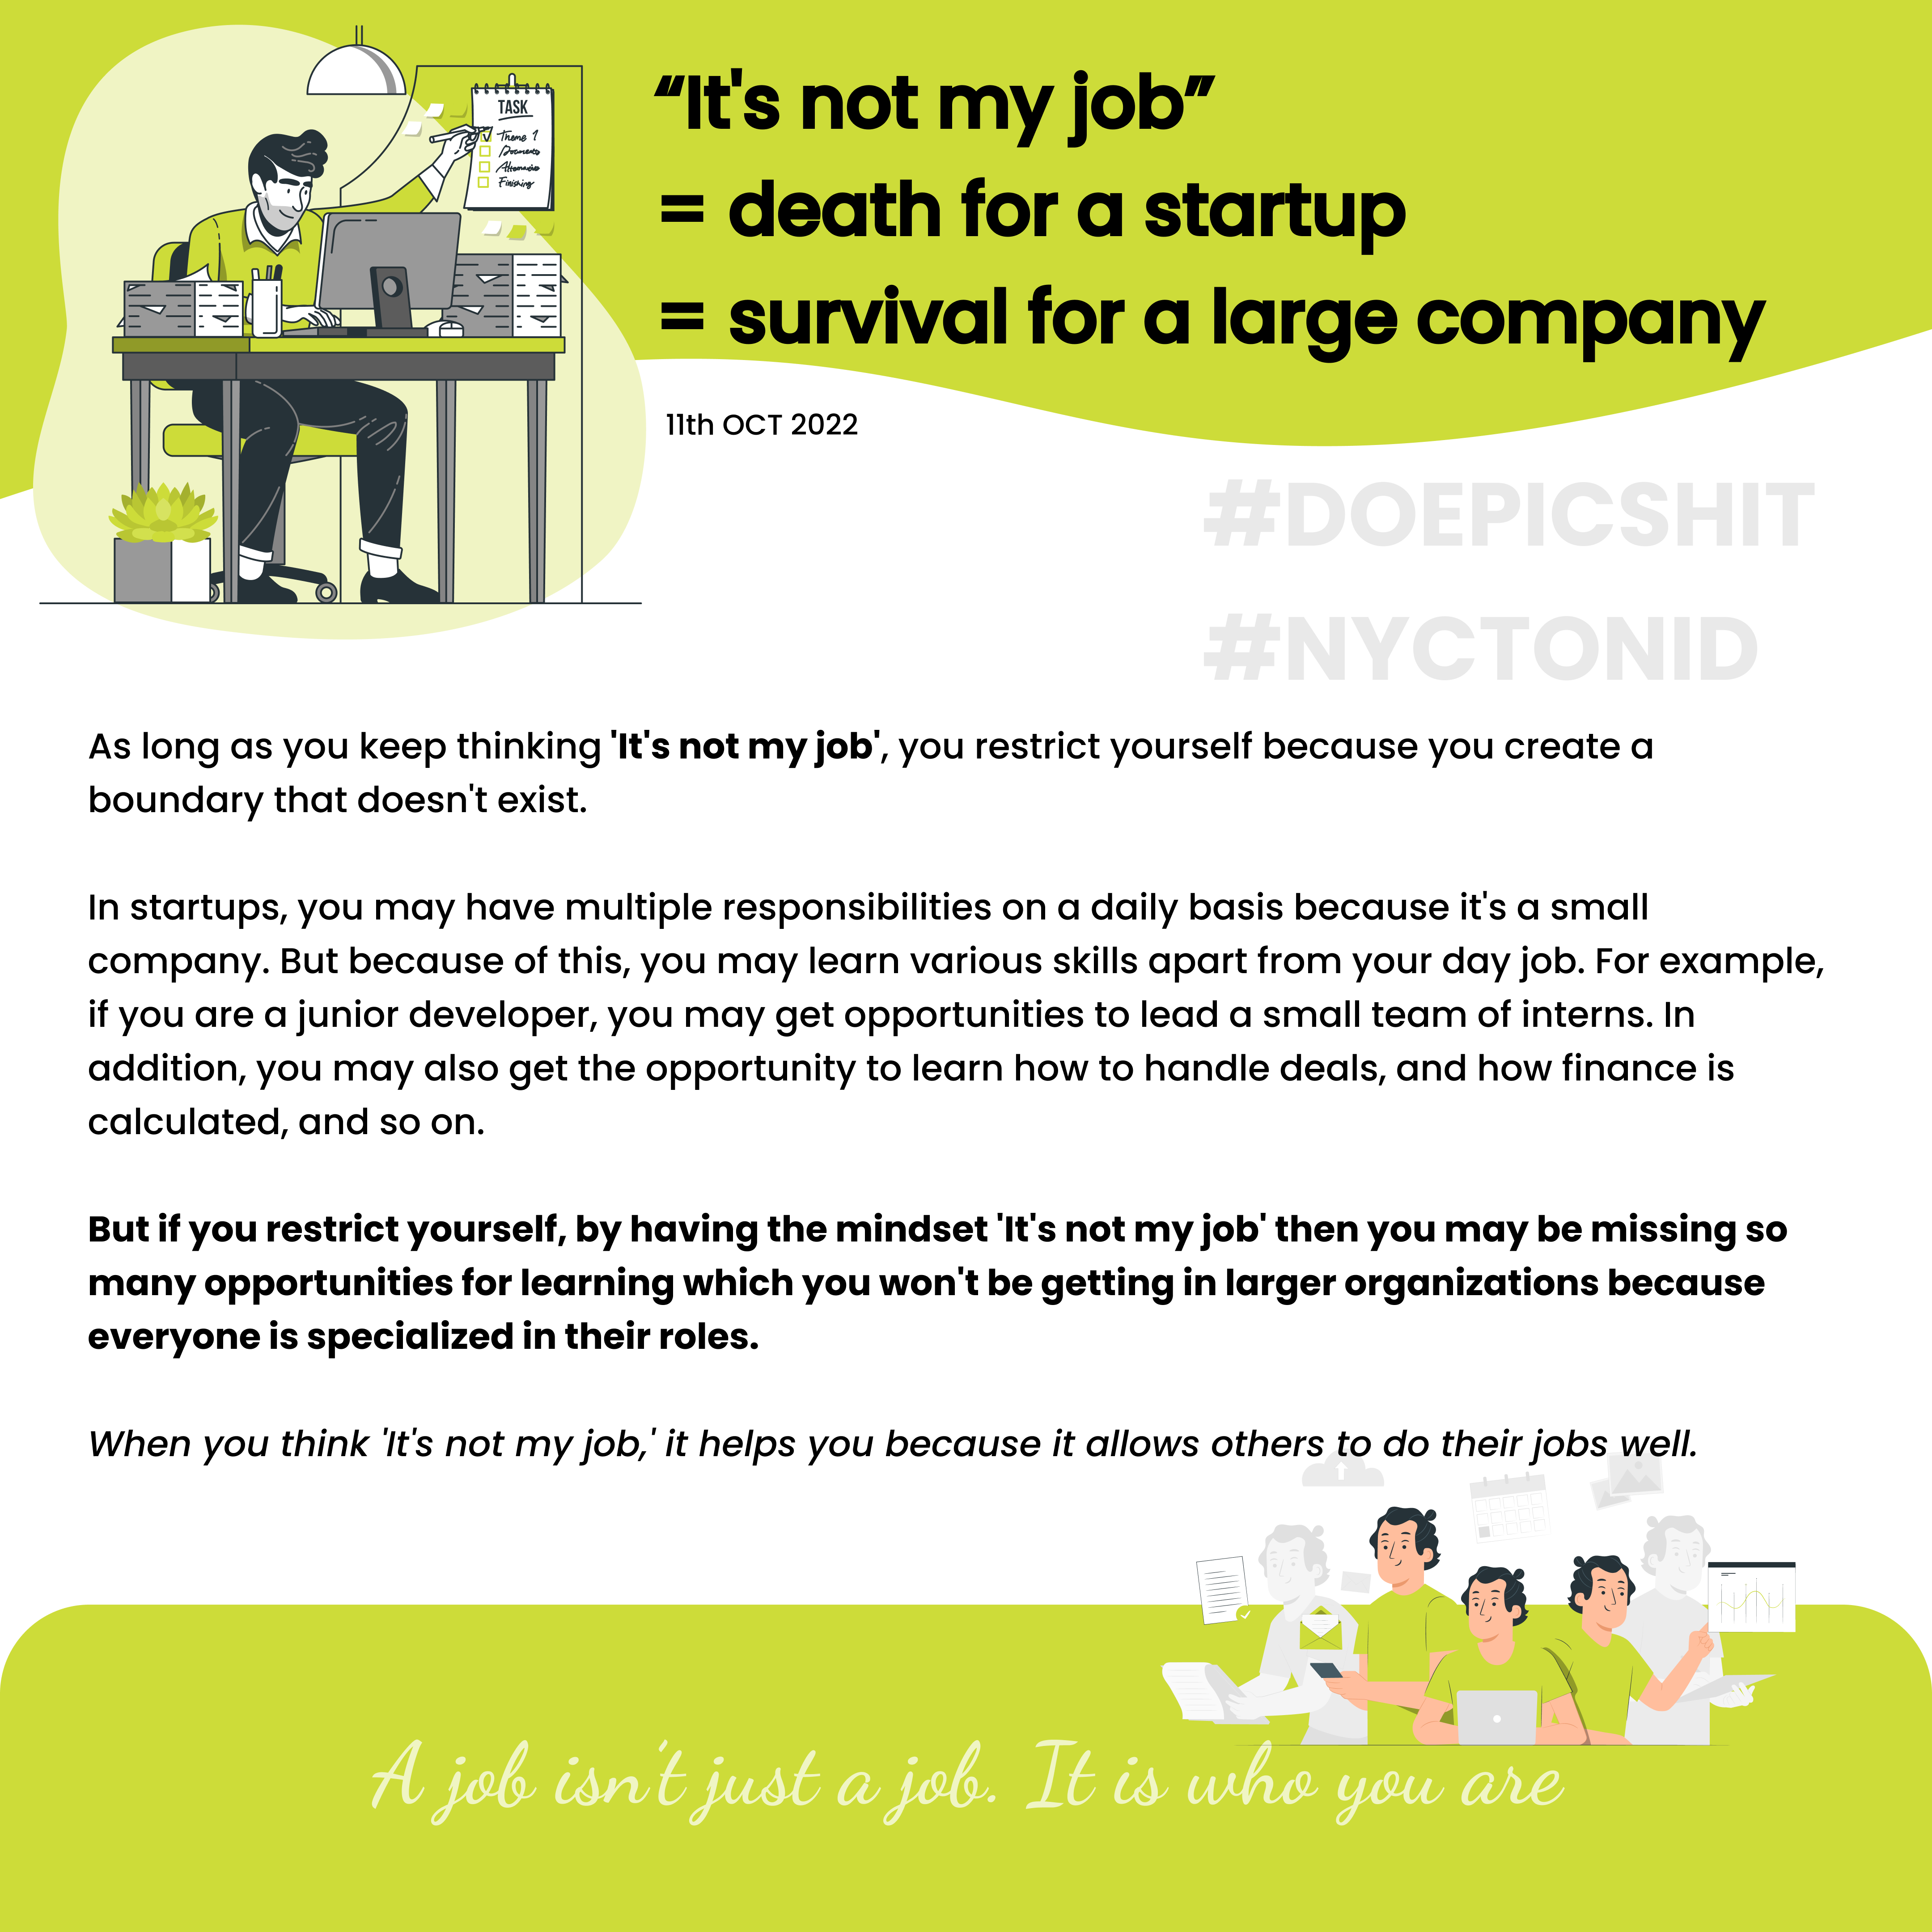 TASK
Theme 1
Documents
Alternative
Finishing
“It's not my job”
= death for a startup
= survival for a large company
11th OCT 2022
#DOEPICSHIT
#NYCTONID
As long as you keep thinking 'It's not my job', you restrict yourself because you create a
boundary that doesn't exist.
In startups, you may have multiple responsibilities on a daily basis because it's a small
company. But because of this, you may learn various skills apart from your day job. For example,
if you are a junior developer, you may get opportunities to lead a small team of interns. In
addition, you may also get the opportunity to learn how to handle deals, and how finance is
calculated, and so on.
But if you restrict yourself, by having the mindset 'It's not my job' then you may be missing so
many opportunities for learning which you won't be getting in larger organizations because
everyone is specialized in their roles.
When you think 'It's not my job,' it helps you because it allows others to do their jobs well.
A job isn't just a job. It is who you are